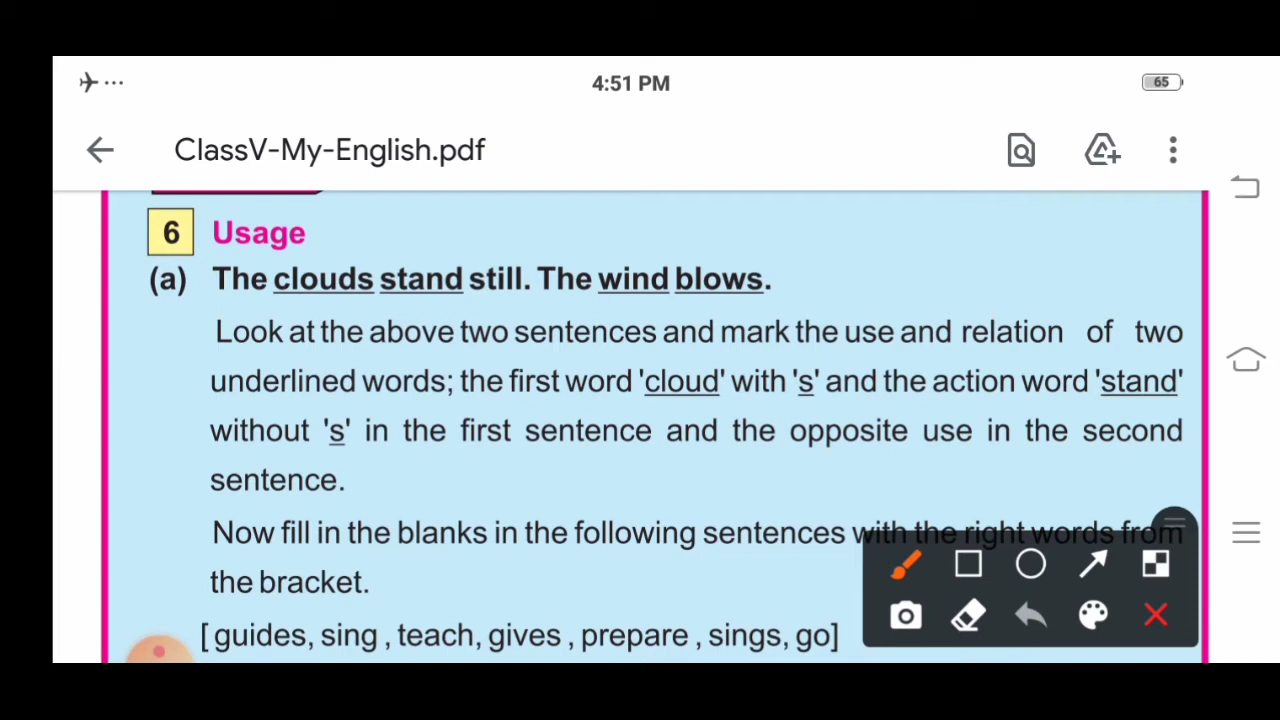 4:51 PM
65
ClassV-My-English.pdf
6 Usage
(a) The clouds stand still. The wind blows.
Look at the above two sentences and mark the use and relation of two
underlined words; the first word 'cloud' with 's' and the action word 'stand'
without 's' in the first sentence and the opposite use in the second
sentence.
Now fill in the blanks in the following sentences with the right words from
the bracket.
[ guides, sing , teach, gives , prepare , sings, go]